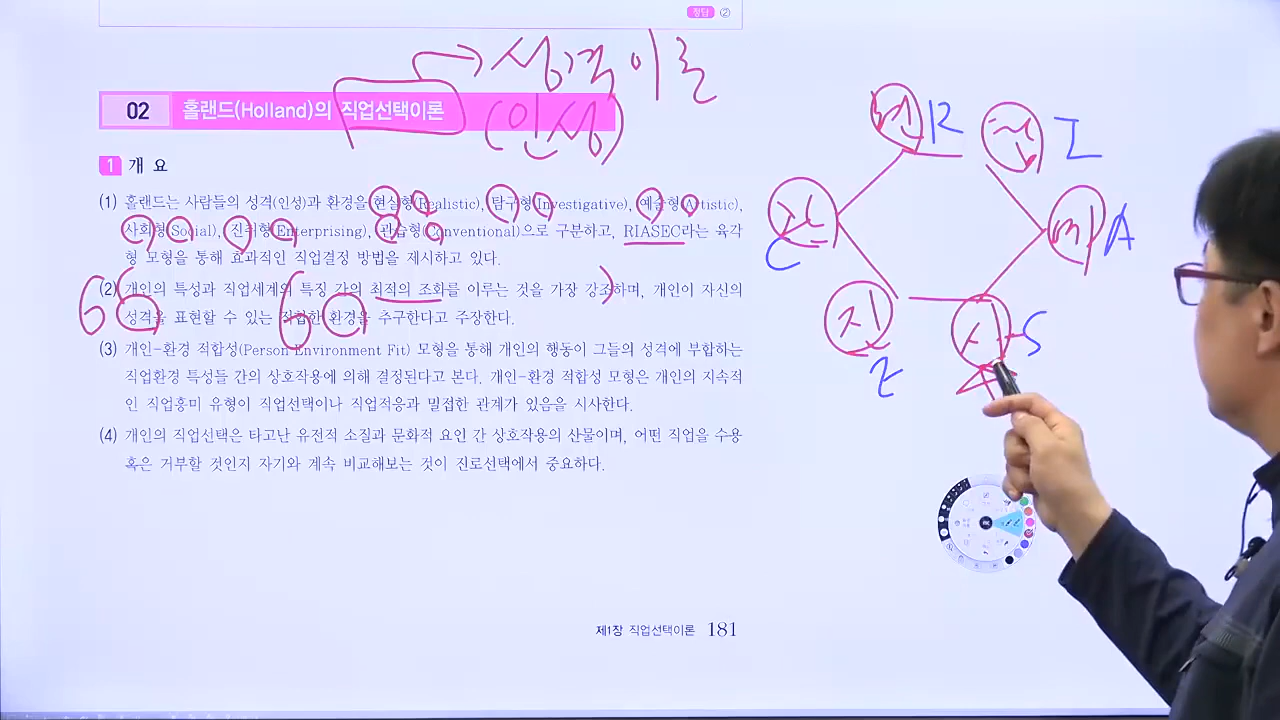 정답 ②
성격이론
02 홀랜드(Holland)의 직업선택이론
(인성)
1 개 요
(1) 홀랜드는 사람들의 성격(인성)과 환경을 현실형(Realistic), 탐구형(Investigative), 예술형(Artistic),
사회형(Social), 진취형(Enterprising), 관습형(Conventional)으로 구분하고, RIASEC라는 육각
형 모형을 통해 효과적인 직업결정 방법을 제시하고 있다.
(2) 개인의 특성과 직업세계의 특징 간의 최적의 조화를 이루는 것을 가장 강조하며, 개인이 자신의
성격을 표현할 수 있는 적합한 환경을 추구한다고 주장한다.
6 6
(3) 개인-환경 적합성(Person-Environment Fit) 모형을 통해 개인의 행동이 그들의 성격에 부합하는
직업환경 특성들 간의 상호작용에 의해 결정된다고 본다. 개인-환경 적합성 모형은 개인의 지속적
인 직업흥미 유형이 직업선택이나 직업적응과 밀접한 관계가 있음을 시사한다.
(4) 개인의 직업선택은 타고난 유전적 소질과 문화적 요인 간 상호작용의 산물이며, 어떤 직업을 수용
혹은 거부할 것인지 자기와 계속 비교해보는 것이 진로선택에서 중요하다.
제1장 직업선택이론 181
현 R
I
C
예 A
진 E
사 S